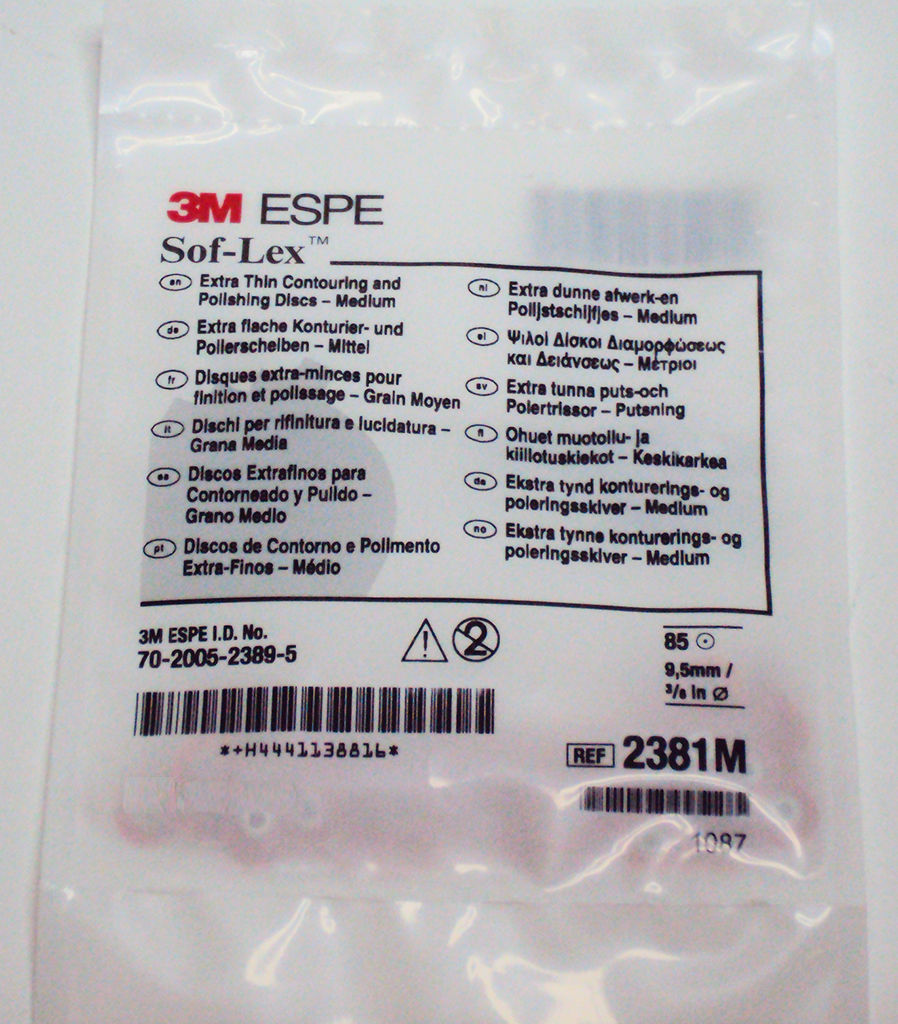 3M ESPE
Sof-Lex™
en Extra Thin Contouring and
Polishing Discs – Medium
de Extra flache Konturier- und
Polierscheiben – Mittel
fr Disques extra-minces pour
finition et polissage – Grain Moyen
it Dischi per rifinitura e lucidatura –
Grana Media
es Discos Extrafinos para
Contorneado y Pulido –
Grano Medio
pt Discos de Contorno e Polimento
Extra-Finos – Médio
nl Extra dunne afwerk-en
Polijstschijfjes – Medium
el Ψιλοί Δίσκοι Διαμορφώσεως
και Λειάνσεως – Μέτριοι
sv Extra tunna puts-och
Polertrissor – Putsning
fi Ohuet muotoilu- ja
kiillotuskiekot – Keskikarkea
da Ekstra tynd konturerings- og
poleringsskiver – Medium
no Ekstra tynne konturerings- og
poleringsskiver – Medium
3M ESPE I.D. No.
70-2005-2389-5
2
85
9,5mm /
3/8 in Ø
*+H4441138816*
REF 2381M
1087